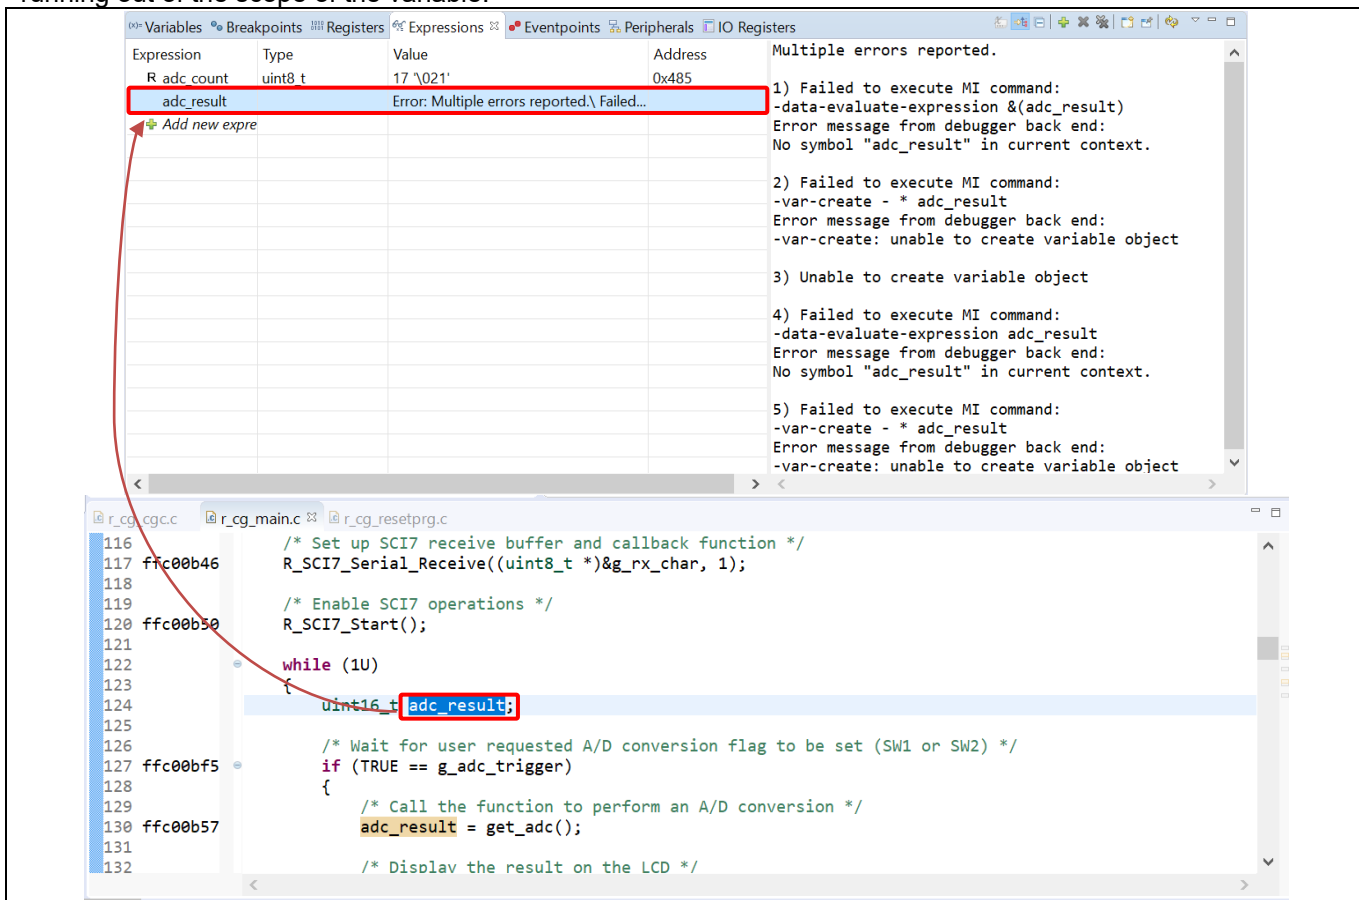 running out of the scope of the variable.
(x)= Variables Breakpoints Registers Expressions Eventpoints Peripherals IO Registers
Expression Type Value Address
R adc_count uint8_t 17 '\021' 0x485
adc_result Error: Multiple errors reported.\ Failed...
Add new expre
Multiple errors reported.
1) Failed to execute MI command:
-data-evaluate-expression &(adc_result)
Error message from debugger back end:
No symbol "adc_result" in current context.
2) Failed to execute MI command:
-var-create - * adc_result
Error message from debugger back end:
-var-create: unable to create variable object
3) Unable to create variable object
4) Failed to execute MI command:
-data-evaluate-expression adc_result
Error message from debugger back end:
No symbol "adc_result" in current context.
5) Failed to execute MI command:
-var-create - * adc_result
Error message from debugger back end:
-var-create: unable to create variable object
r_cg_cgc.c r_cg_main.c r_cg_resetprg.c
116 /* Set up SCI7 receive buffer and callback function */
117 ffc00b46 R_SCI7_Serial_Receive((uint8_t *)&g_rx_char, 1);
118
119 /* Enable SCI7 operations */
120 ffc00b50 R_SCI7_Start();
121
122 while (1U)
123 {
124 uint16_t adc_result;
125
126 /* Wait for user requested A/D conversion flag to be set (SW1 or SW2) */
127 ffc00bf5 if (TRUE == g_adc_trigger)
128 {
129 /* Call the function to perform an A/D conversion */
130 ffc00b57 adc_result = get_adc();
131
132 /* Display the result on the LCD */